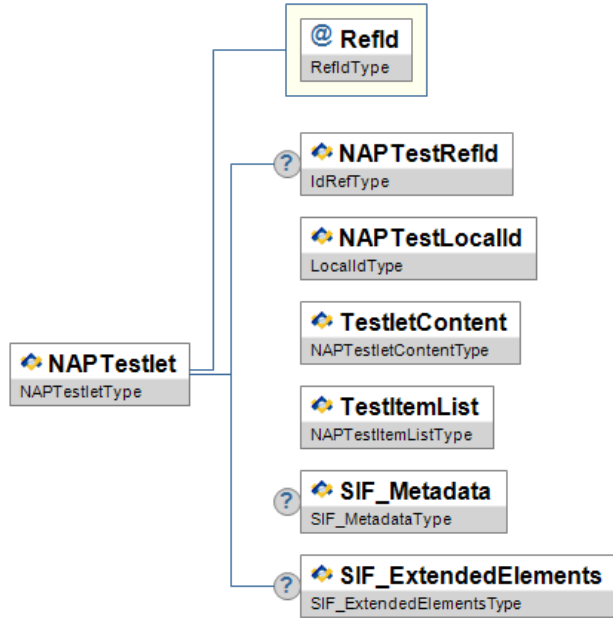 @ RefId
RefIdType
? NAPTestRefId
IdRefType
NAPTestLocalId
LocalIdType
TestletContent
NAPTestletContentType
NAPTestlet
NAPTestletType
TestItemList
NAPTestItemListType
? SIF_Metadata
SIF_MetadataType
? SIF_ExtendedElements
SIF_ExtendedElementsType